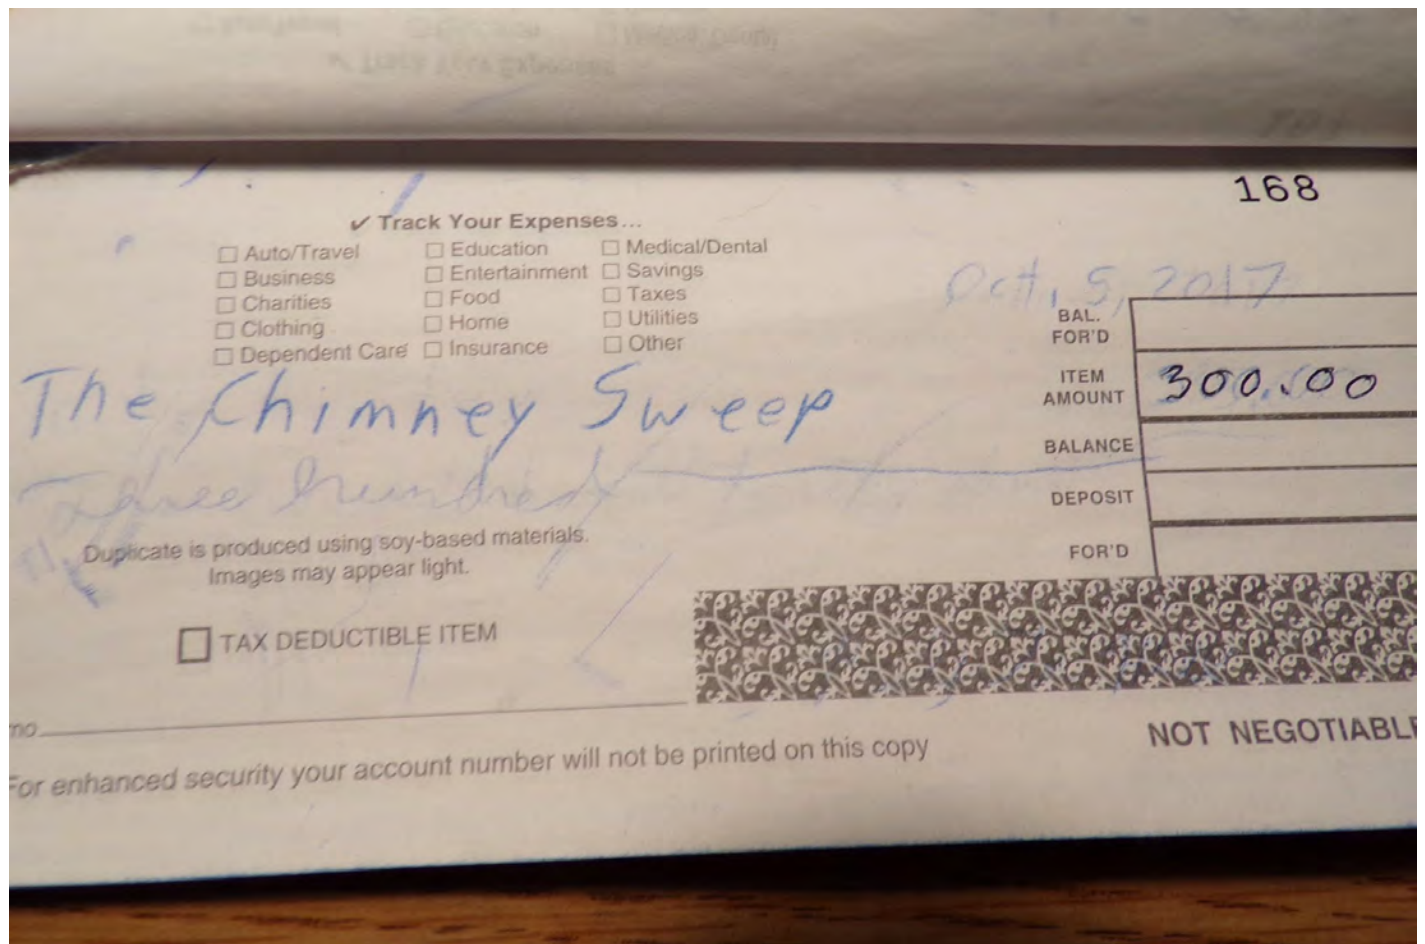 168
✓ Track Your Expenses...
☐ Auto/Travel ☐ Education ☐ Medical/Dental
☐ Business ☐ Entertainment ☐ Savings
☐ Charities ☐ Food ☐ Taxes
☐ Clothing ☐ Home ☐ Utilities
☐ Dependent Care ☐ Insurance ☐ Other
Oct, 5, 2017
BAL. FOR'D
The Chimney Sweep
ITEM AMOUNT 300.00
BALANCE
Three hundred
DEPOSIT
Duplicate is produced using soy-based materials.
Images may appear light.
FOR'D
☐ TAX DEDUCTIBLE ITEM
NOT NEGOTIABLE
For enhanced security your account number will not be printed on this copy